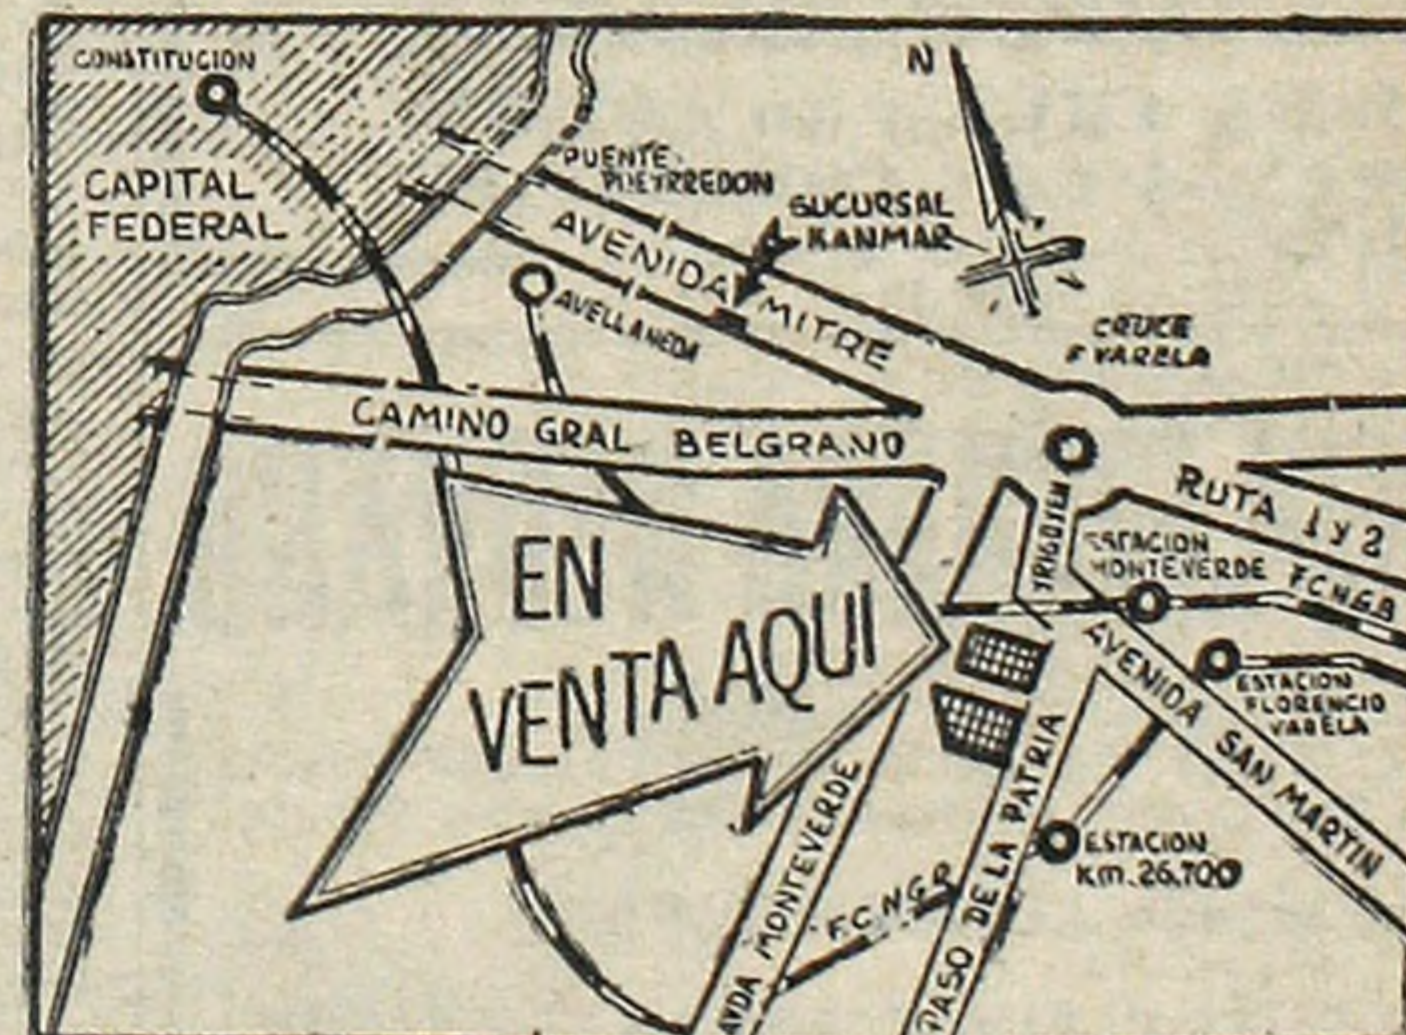 CONSTITUCION
CAPITAL
FEDERAL
N
PUENTE
PUEYRREDON
SUCURSAL
KANMAR
AVENIDA MITRE
AVELLANEDA
CRUCE
F VARELA
CAMINO GRAL BELGRANO
RUTA 1 y 2
YRIGOYEN
ESTACION
MONTEVERDE
F C N G B
EN
VENTA AQUI
AVENIDA SAN MARTIN
ESTACION
FLORENCIO
VARELA
ESTACION
Km. 26,700
AVDA MONTEVERDE
F. C N G B
PASO DE LA PATRIA